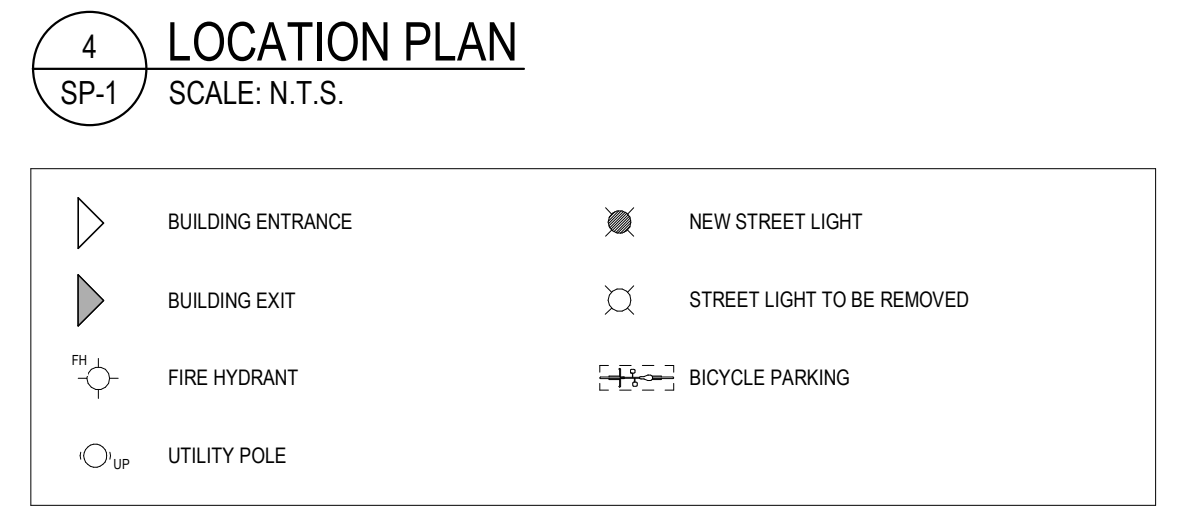 4
LOCATION PLAN
SP-1
SCALE: N.T.S.
BUILDING ENTRANCE
NEW STREET LIGHT
BUILDING EXIT
STREET LIGHT TO BE REMOVED
FH
FIRE HYDRANT
BICYCLE PARKING
UP
UTILITY POLE